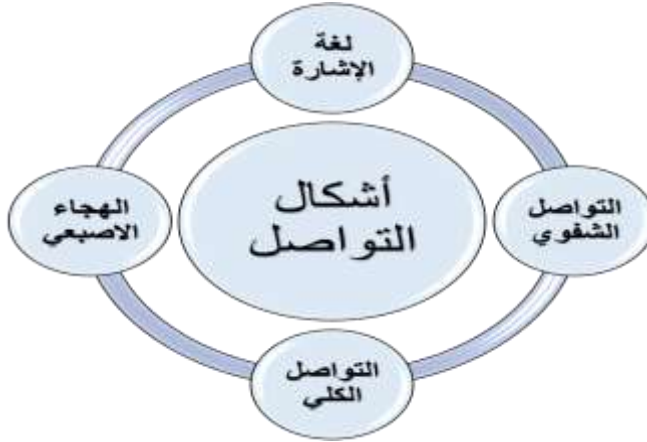 لغة
الإشارة
أشكال
التواصل
التواصل
الشفوي
الهجاء
الاصبعي
التواصل
الكلي